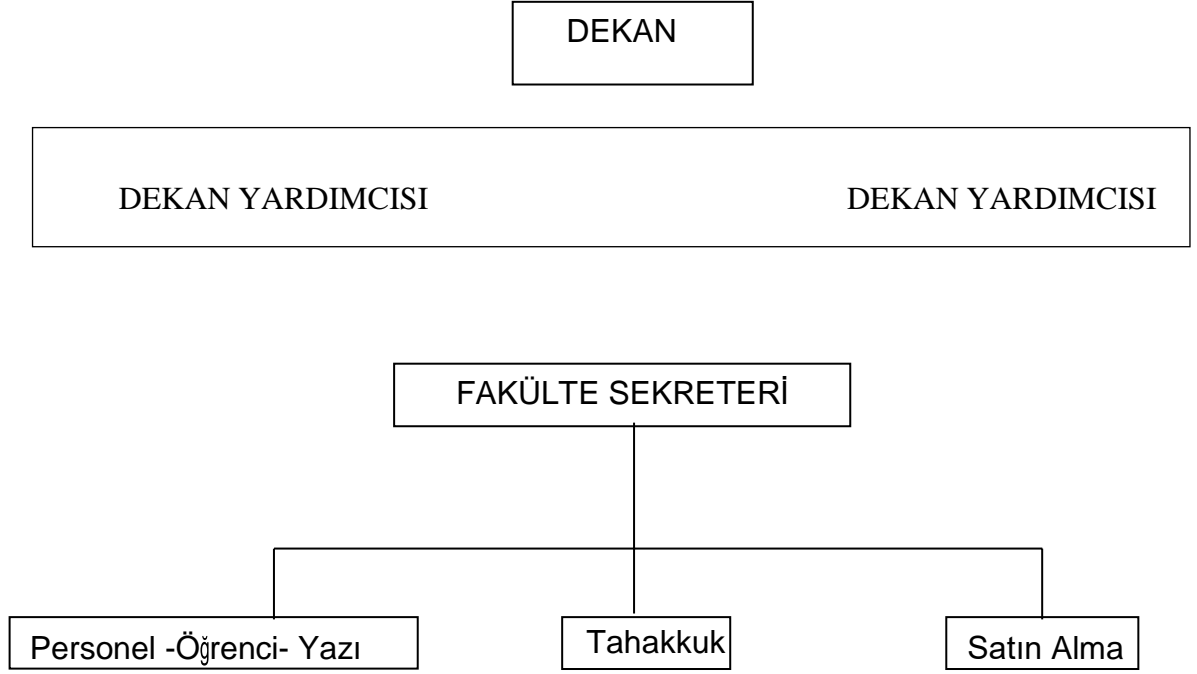 DEKAN
DEKAN YARDIMCISI DEKAN YARDIMCISI
FAKÜLTE SEKRETERİ
Personel -Öğrenci- Yazı
Tahakkuk
Satın Alma